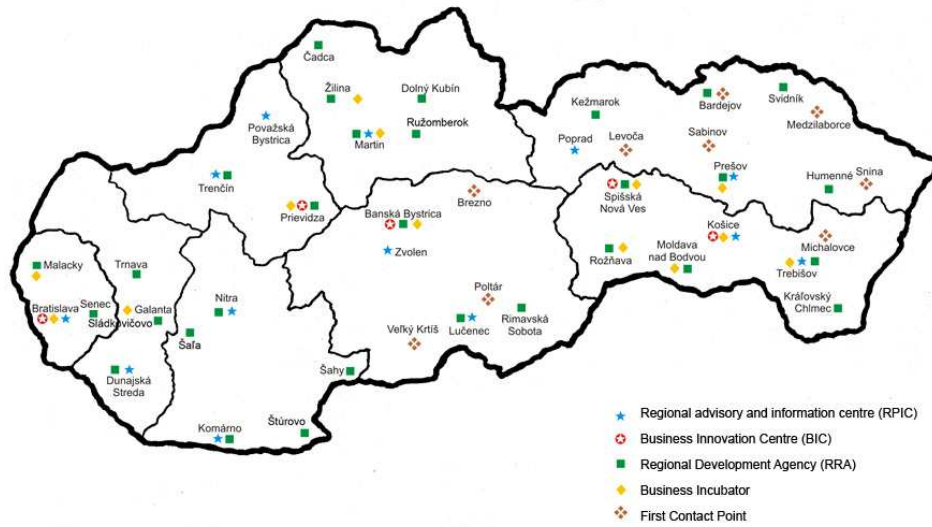 Čadca
Žilina
Dolný Kubín
Martin
Ružomberok
Považská
Bystrica
Trenčín
Prievidza
Kežmarok
Poprad
Levoča
Bardejov
Svidník
Medzilaborce
Sabinov
Prešov
Humenné
Snina
Spišská
Nová Ves
Brezno
Banská Bystrica
Zvolen
Košice
Michalovce
Rožňava
Moldava
nad Bodvou
Trebišov
Kráľovský
Chlmec
Malacky
Trnava
Bratislava
Senec
Galanta
Sládkovičovo
Nitra
Šaľa
Poltár
Rimavská
Sobota
Lučenec
Veľký Krtíš
Šahy
Dunajská
Streda
Komárno
Štúrovo
Regional advisory and information centre (RPIC)
Business Innovation Centre (BIC)
Regional Development Agency (RRA)
Business Incubator
First Contact Point